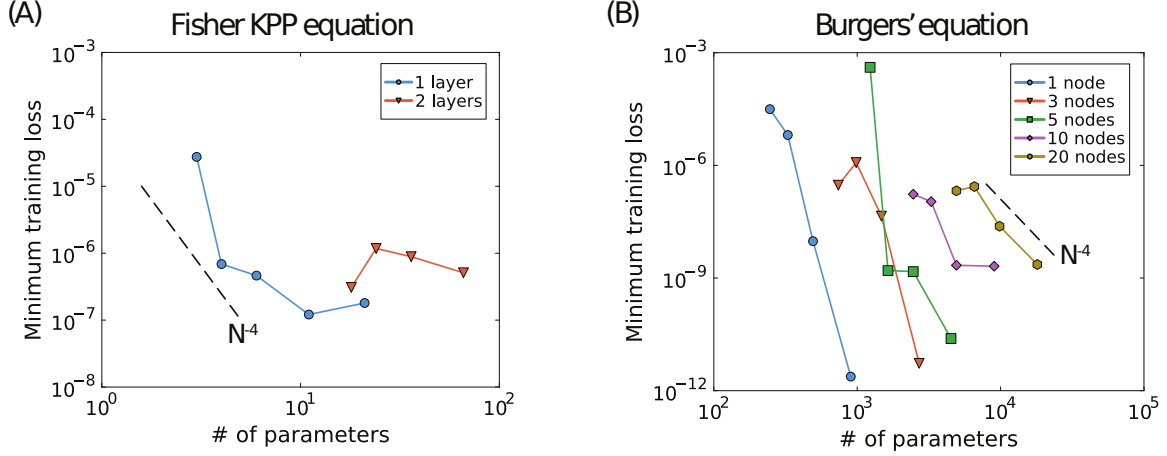 (A)
Fisher KPP equation
Minimum training loss
10^-3
10^-4
10^-5
10^-6
10^-7
10^-8
1 layer
2 layers
N^-4
10^0
10^1
10^2
# of parameters
(B)
Burgers' equation
Minimum training loss
10^-3
10^-6
10^-9
10^-12
1 node
3 nodes
5 nodes
10 nodes
20 nodes
N^-4
10^2
10^3
10^4
10^5
# of parameters